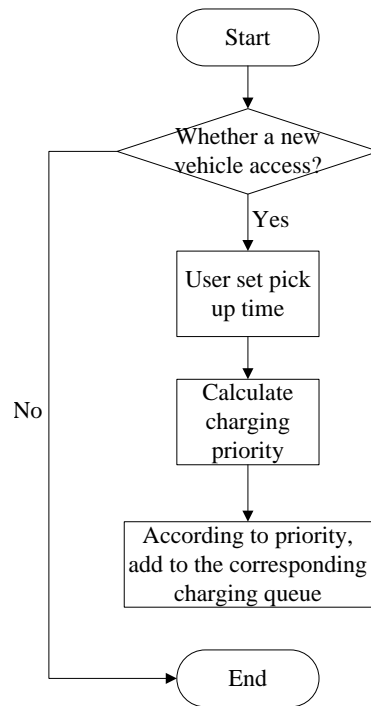 Start
Whether a new
vehicle access?
Yes
User set pick
up time
Calculate
charging
priority
No
According to priority,
add to the corresponding
charging queue
End